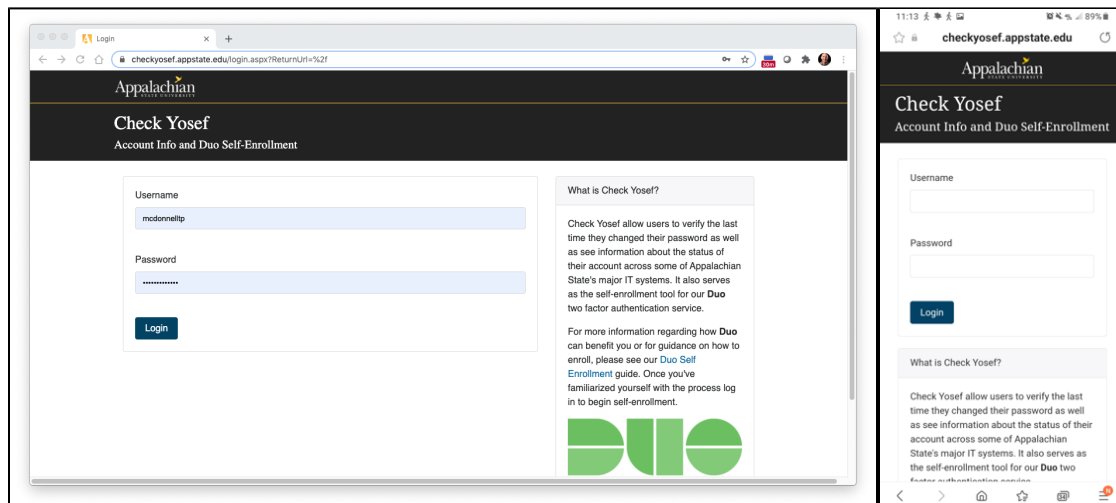 Login
checkyosef.appstate.edu/login.aspx?ReturnUrl=%2f
30m
Appalachian
STATE UNIVERSITY
Check Yosef
Account Info and Duo Self-Enrollment
Username
mcdonnelltp
Password
Login
What is Check Yosef?
Check Yosef allow users to verify the last
time they changed their password as well
as see information about the status of
their account across some of Appalachian
State's major IT systems. It also serves
as the self-enrollment tool for our Duo
two factor authentication service.
For more information regarding how Duo
can benefit you or for guidance on how to
enroll, please see our Duo Self
Enrollment guide. Once you've
familiarized yourself with the process log
in to begin self-enrollment.
DUO
11:13
89%
checkyosef.appstate.edu
Appalachian
STATE UNIVERSITY
Check Yosef
Account Info and Duo Self-Enrollment
Username
Password
Login
What is Check Yosef?
Check Yosef allow users to verify the last
time they changed their password as well
as see information about the status of their
account across some of Appalachian
State's major IT systems. It also serves as
the self-enrollment tool for our Duo two
factor authentication service